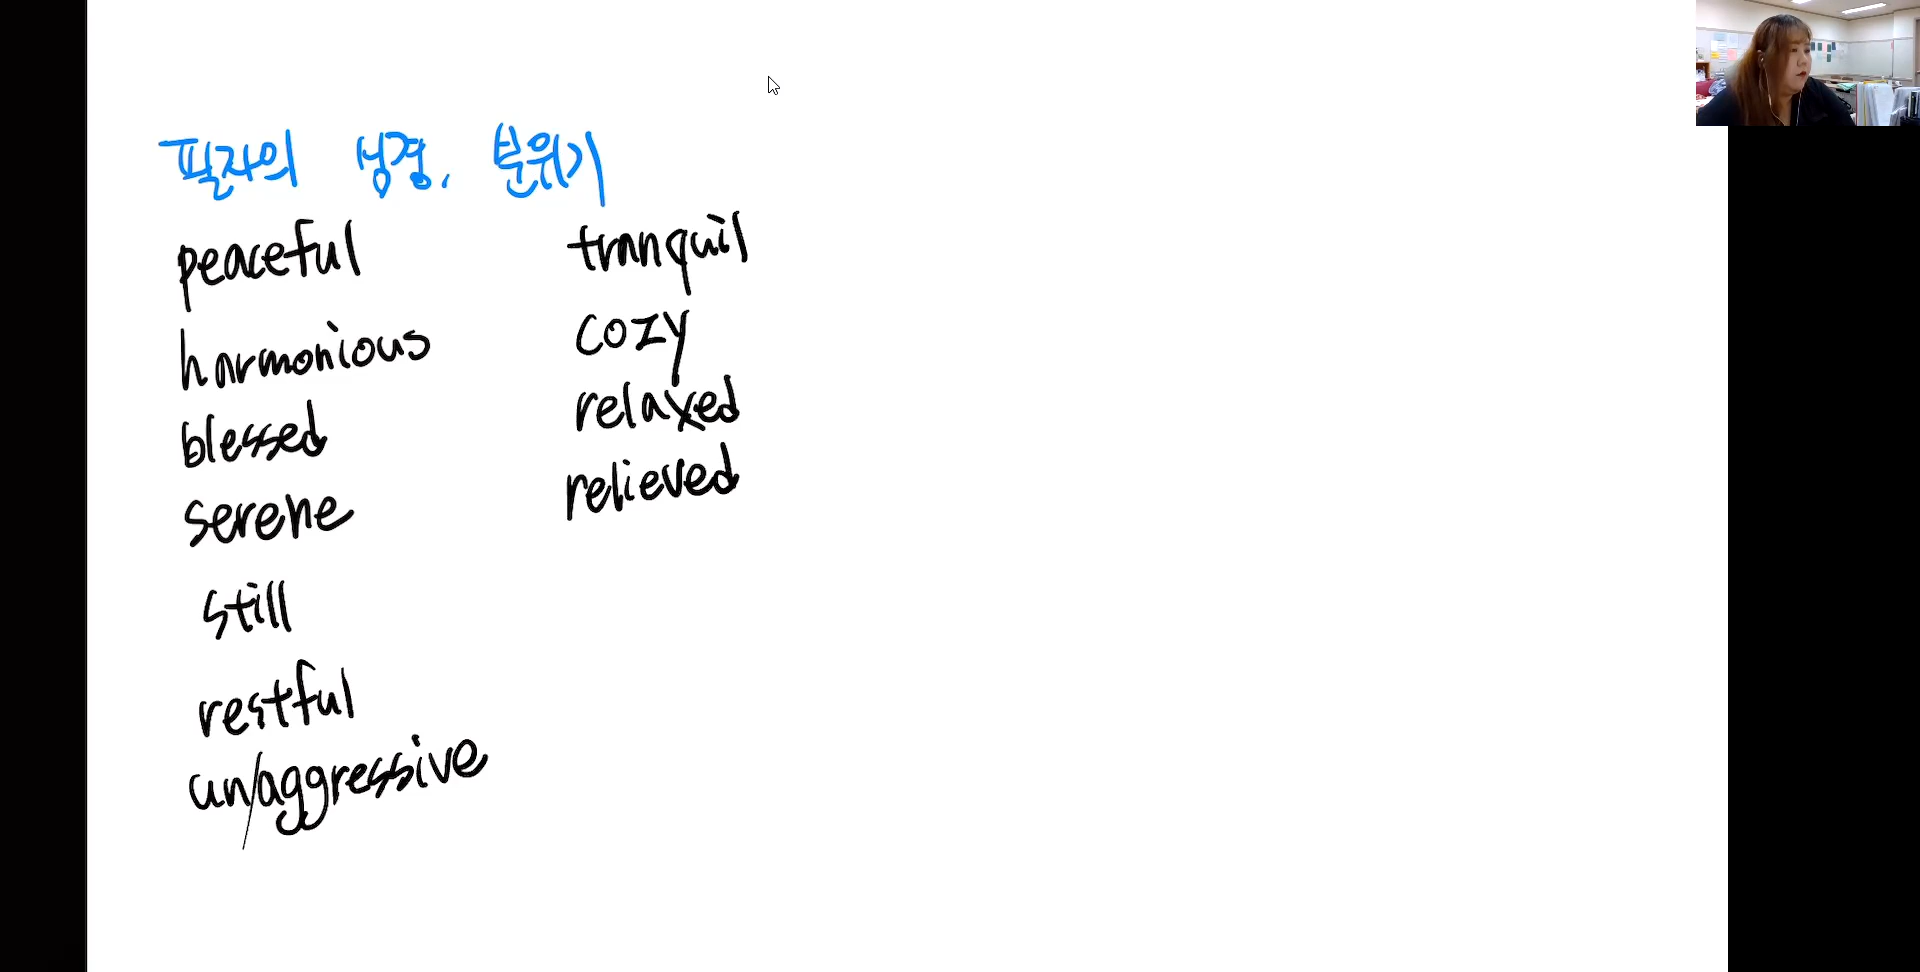 필자의 성경, 분위기
peaceful
harmonious
blessed
serene
still
restful
un/aggressive
tranquil
cozy
relaxed
relieved